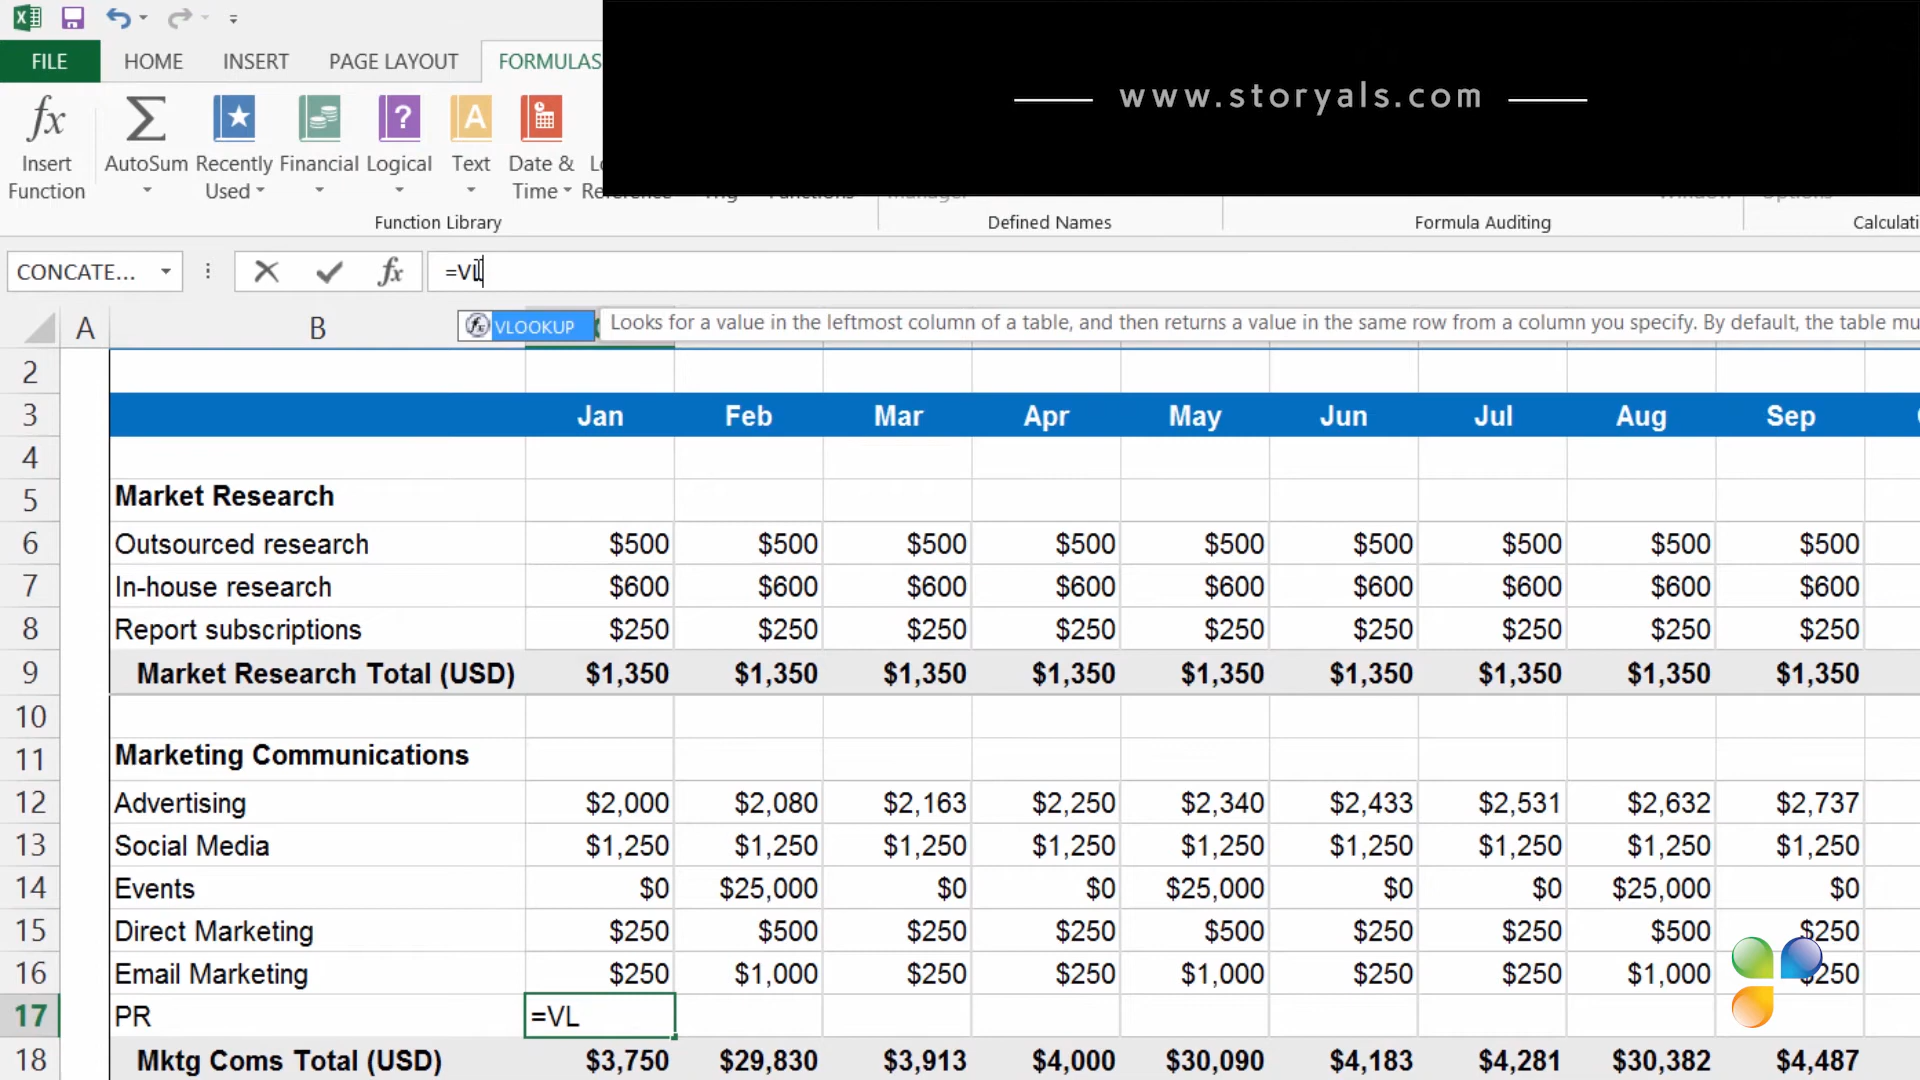 FILE HOME INSERT PAGE LAYOUT FORMULAS
www.storyals.com
fx Insert Function
AutoSum
Recently Used
Financial
Logical
Text
Date & Time
Function Library Defined Names Formula Auditing
CONCATE... fx =VL
A B
VLOOKUP Looks for a value in the leftmost column of a table, and then returns a value in the same row from a column you specify. By default, the table mu
2
3 Jan Feb Mar Apr May Jun Jul Aug Sep
4
5 Market Research
6 Outsourced research $500 $500 $500 $500 $500 $500 $500 $500 $500
7 In-house research $600 $600 $600 $600 $600 $600 $600 $600 $600
8 Report subscriptions $250 $250 $250 $250 $250 $250 $250 $250 $250
9 Market Research Total (USD) $1,350 $1,350 $1,350 $1,350 $1,350 $1,350 $1,350 $1,350 $1,350
10
11 Marketing Communications
12 Advertising $2,000 $2,080 $2,163 $2,250 $2,340 $2,433 $2,531 $2,632 $2,737
13 Social Media $1,250 $1,250 $1,250 $1,250 $1,250 $1,250 $1,250 $1,250 $1,250
14 Events $0 $25,000 $0 $0 $25,000 $0 $0 $25,000 $0
15 Direct Marketing $250 $500 $250 $250 $500 $250 $250 $500 $250
16 Email Marketing $250 $1,000 $250 $250 $1,000 $250 $250 $1,000 $250
17 PR =VL
18 Mktg Coms Total (USD) $3,750 $29,830 $3,913 $4,000 $30,090 $4,183 $4,281 $30,382 $4,487